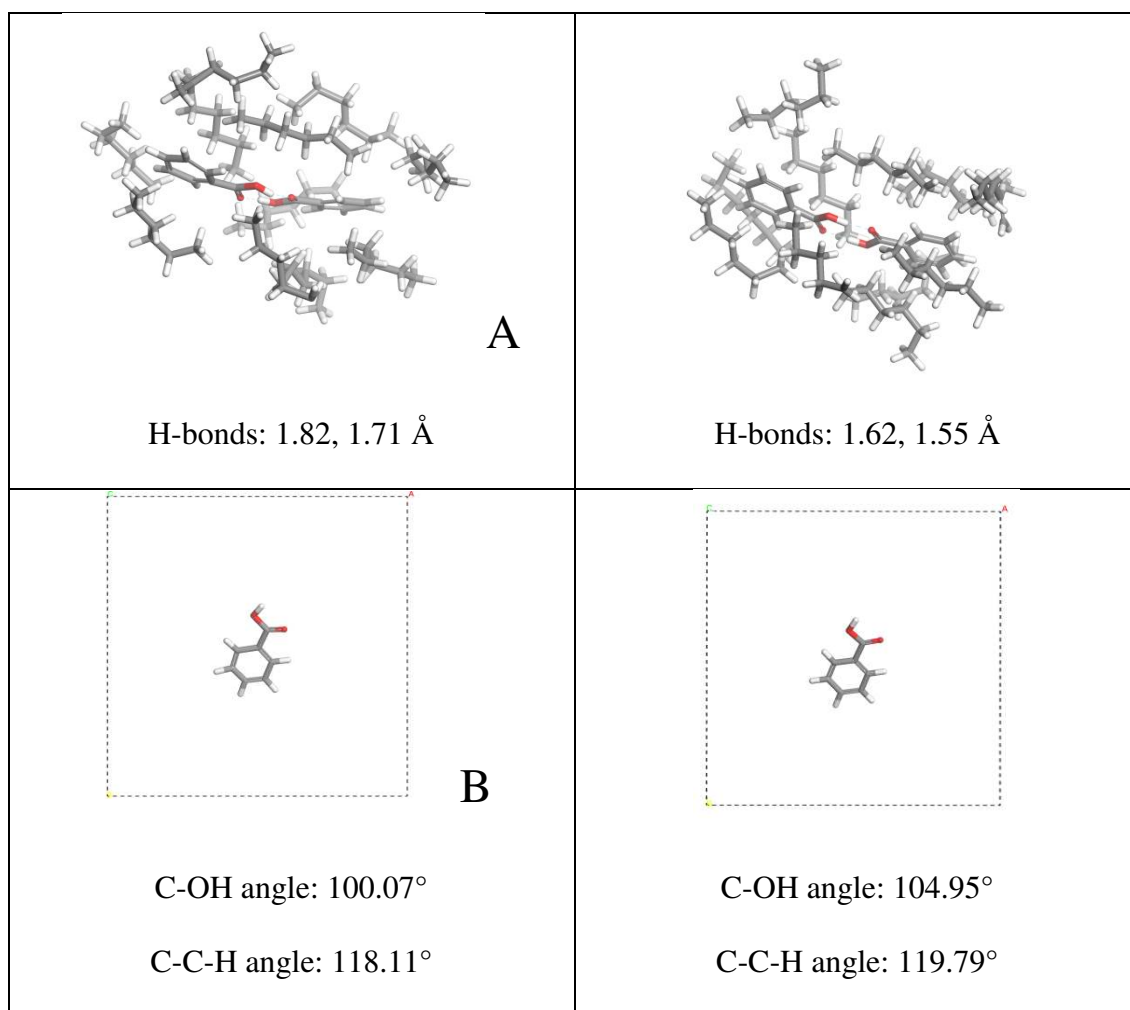 A
H-bonds: 1.82, 1.71 Å
H-bonds: 1.62, 1.55 Å
A
A
B
C-OH angle: 100.07°
C-C-H angle: 118.11°
C-OH angle: 104.95°
C-C-H angle: 119.79°